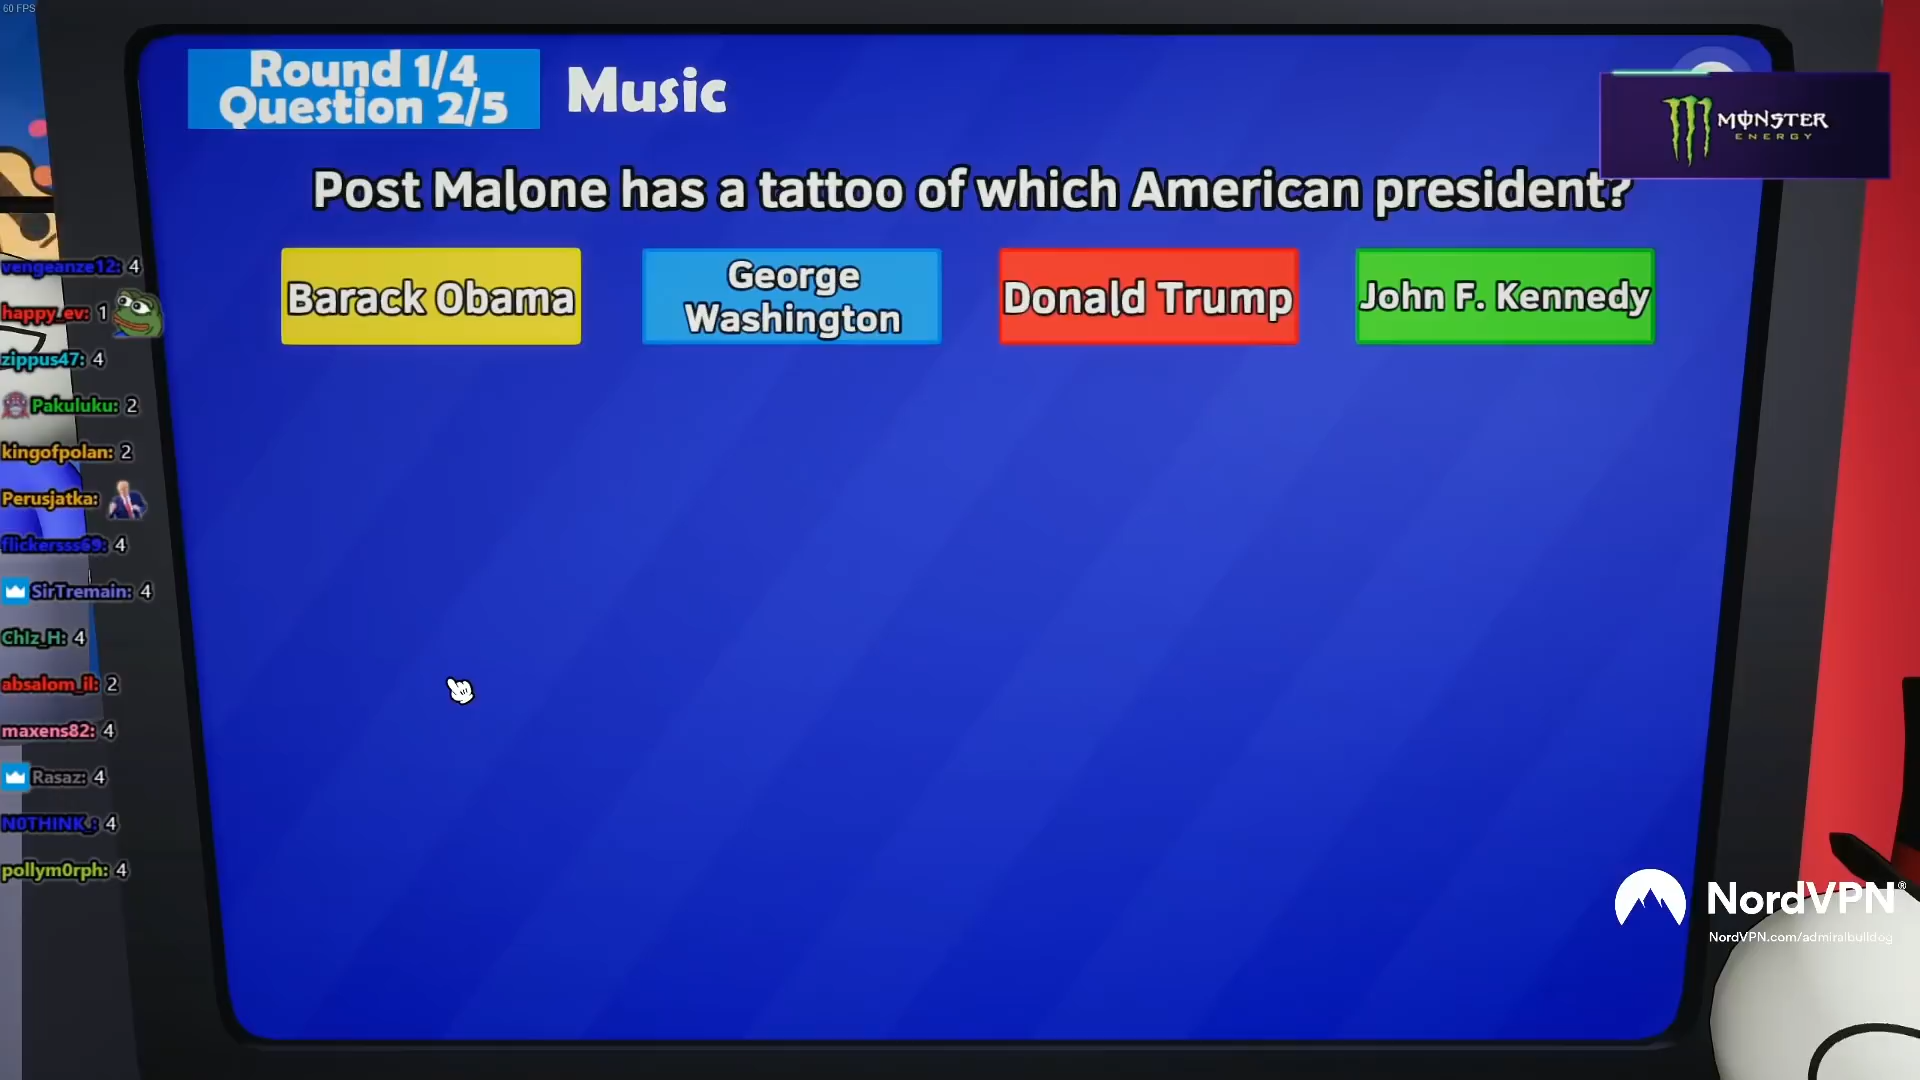 60 FPS
Round 1/4
Question 2/5
Music
MONSTER
ENERGY
Post Malone has a tattoo of which American president?
Barack Obama
George
Washington
Donald Trump
John F. Kennedy
vengeanze12: 4
happy_ev: 1
zippus47: 4
Pakuluku: 2
kingofpolan: 2
Perusjatka:
flickersss69: 4
SirTremain: 4
Chlz_H: 4
absalom_il: 2
maxens82: 4
Rasaz: 4
N0THINK_: 4
pollym0rph: 4
NordVPN®
NordVPN.com/admiralbulldog